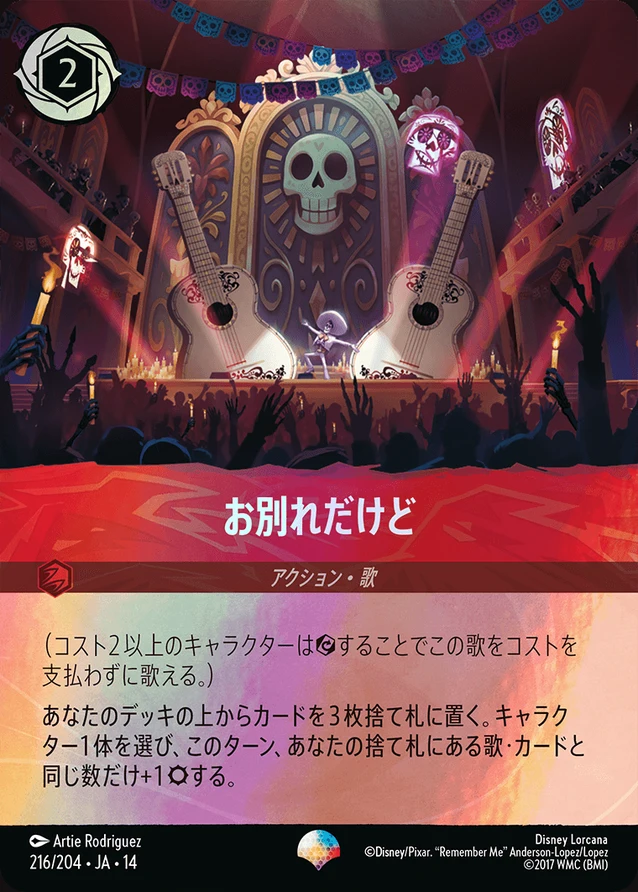 2
お別れだけど
アクション・歌
(コスト2以上のキャラクターはすることでこの歌をコストを
支払わずに歌える。)
あなたのデッキの上からカードを3枚捨て札に置く。キャラク
ター1体を選び、このターン、あなたの捨て札にある歌・カードと
同じ数だけ+1する。
Artie Rodriguez
216/204・JA・14
Disney Lorcana
©Disney/Pixar. “Remember Me” Anderson-Lopez/Lopez
©2017 WMC (BMI)